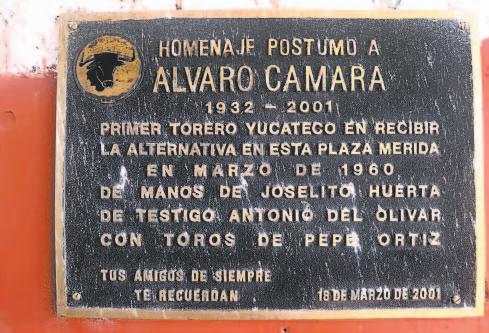 HOMENAJE POSTUMO A
ALVARO CAMARA
1932 - 2001
PRIMER TORERO YUCATECO EN RECIBIR
LA ALTERNATIVA EN ESTA PLAZA MERIDA
EN MARZO DE 1960
DE MANOS DE JOSELITO HUERTA
DE TESTIGO ANTONIO DEL OLIVAR
CON TOROS DE PEPE ORTIZ
TUS AMIGOS DE SIEMPRE
TE RECUERDAN
18 DE MARZO DE 2001